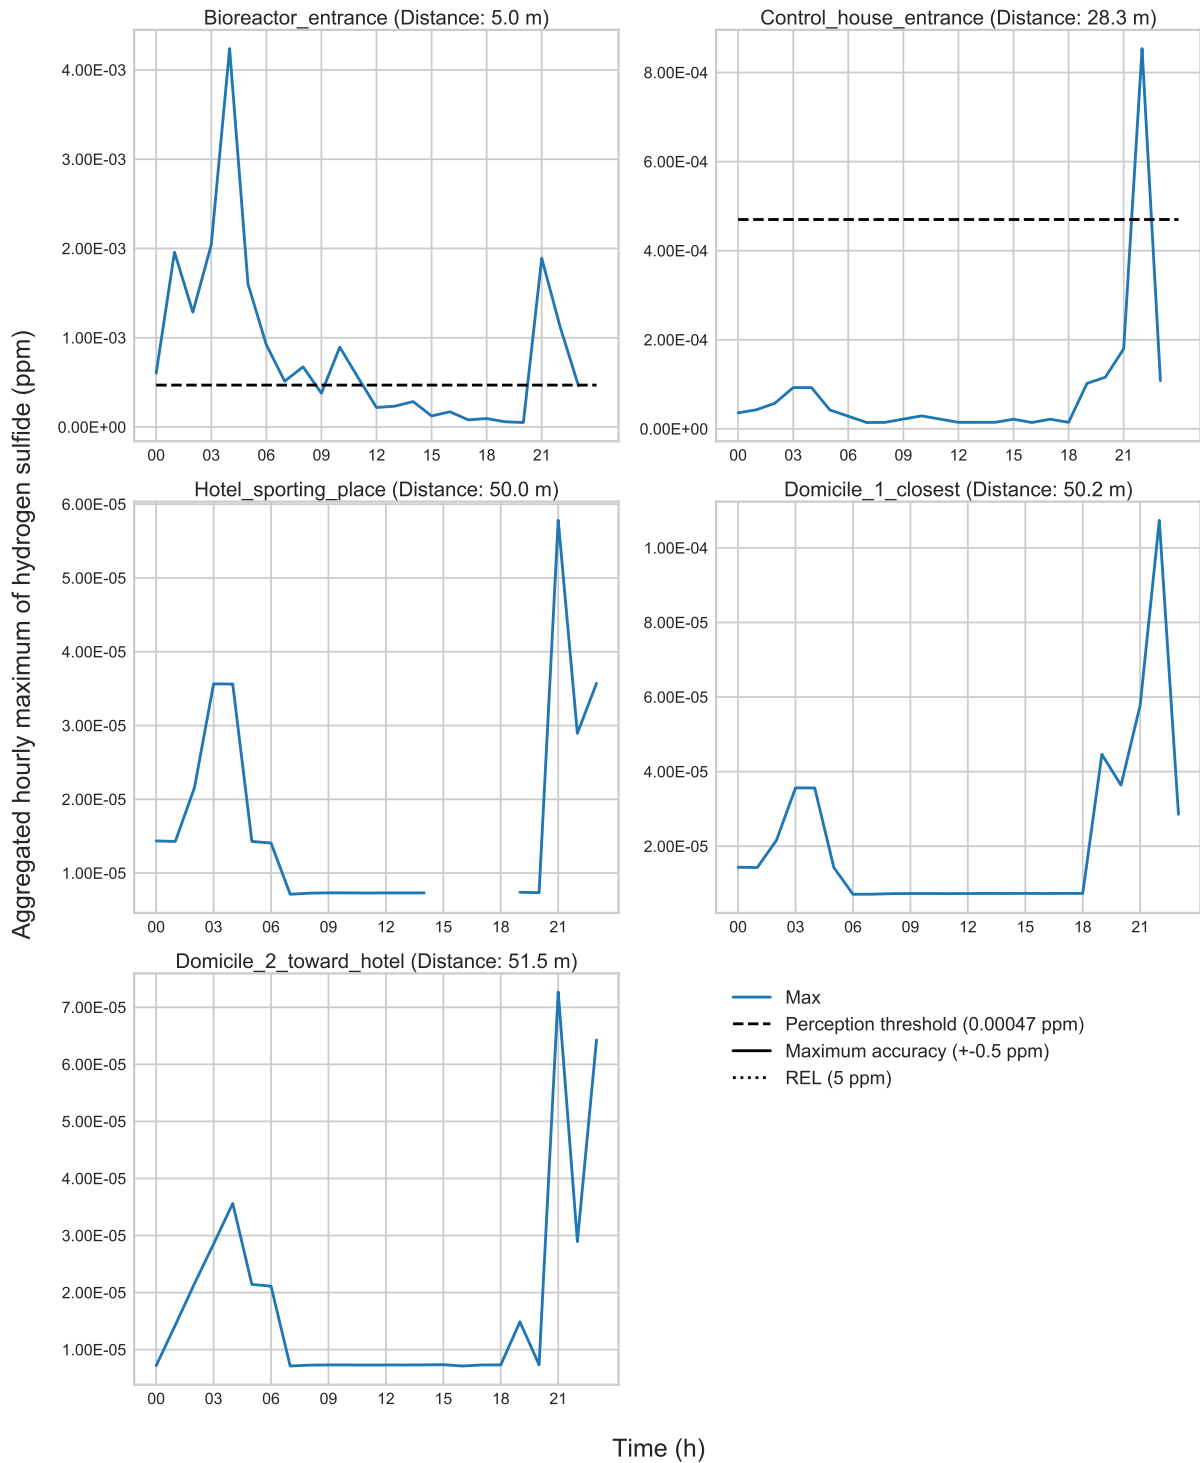 Aggregated hourly maximum of hydrogen sulfide (ppm)
Bioreactor_entrance (Distance: 5.0 m)
4.00E-03
3.00E-03
2.00E-03
1.00E-03
0.00E+00
00 03 06 09 12 15 18 21
Control_house_entrance (Distance: 28.3 m)
8.00E-04
6.00E-04
4.00E-04
2.00E-04
0.00E+00
00 03 06 09 12 15 18 21
Hotel_sporting_place (Distance: 50.0 m)
6.00E-05
5.00E-05
4.00E-05
3.00E-05
2.00E-05
1.00E-05
00 03 06 09 12 15 18 21
Domicile_1_closest (Distance: 50.2 m)
1.00E-04
8.00E-05
6.00E-05
4.00E-05
2.00E-05
00 03 06 09 12 15 18 21
Domicile_2_toward_hotel (Distance: 51.5 m)
7.00E-05
6.00E-05
5.00E-05
4.00E-05
3.00E-05
2.00E-05
1.00E-05
00 03 06 09 12 15 18 21
Max
Perception threshold (0.00047 ppm)
Maximum accuracy (+-0.5 ppm)
REL (5 ppm)
Time (h)